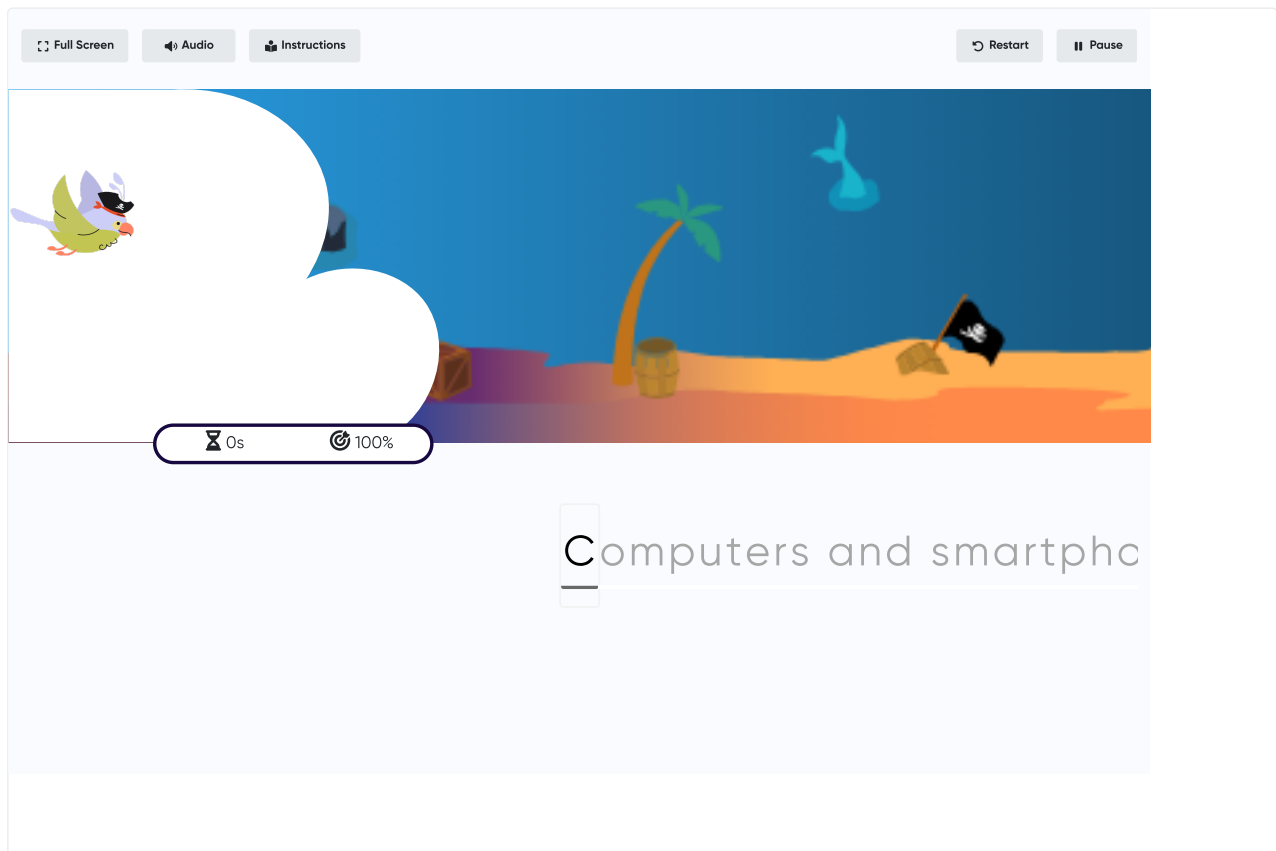 Full Screen Audio Instructions Restart Pause
0s 100%
Computers and smartpho